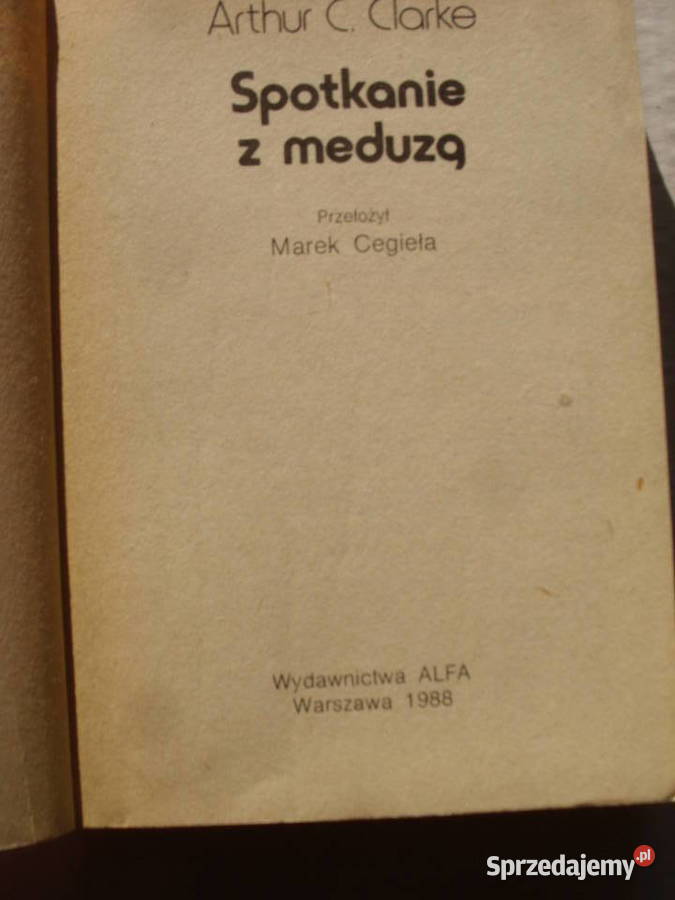 Arthur C. Clarke
Spotkanie
z meduzą
Przełożył
Marek Cegieła
Wydawnictwa ALFA
Warszawa 1988
Sprzedajemy.pl